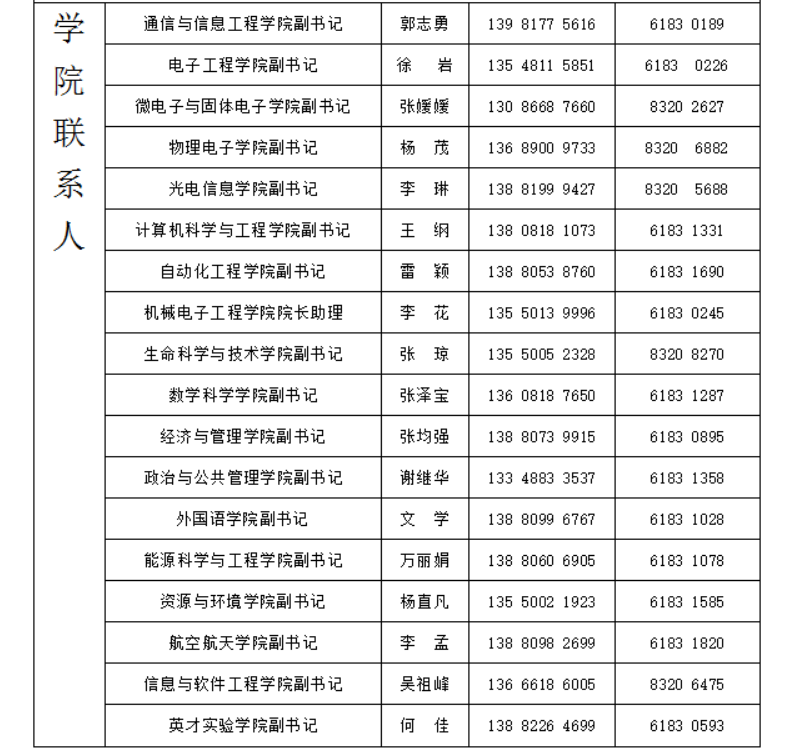 学院联系人
通信与信息工程学院副书记 郭志勇 139 8177 5616 6183 0189
电子工程学院副书记 徐 岩 135 4811 5851 6183 0226
微电子与固体电子学院副书记 张媛媛 130 8668 7660 8320 2627
物理电子学院副书记 杨 茂 136 8900 9733 8320 6882
光电信息学院副书记 李 琳 138 8199 9427 8320 5688
计算机科学与工程学院副书记 王 纲 138 0818 1073 6183 1331
自动化工程学院副书记 雷 颖 138 8053 8760 6183 1690
机械电子工程学院院长助理 李 花 135 5013 9996 6183 0245
生命科学与技术学院副书记 张 琼 135 5005 2328 8320 8270
数学科学学院副书记 张泽宝 136 0818 7650 6183 1287
经济与管理学院副书记 张均强 138 8073 9915 6183 0895
政治与公共管理学院副书记 谢继华 133 4883 3537 6183 1358
外国语学院副书记 文 学 138 8099 6767 6183 1028
能源科学与工程学院副书记 万丽娟 138 8060 6905 6183 1078
资源与环境学院副书记 杨直凡 135 5002 1923 6183 1585
航空航天学院副书记 李 孟 138 8098 2699 6183 1820
信息与软件工程学院副书记 吴祖峰 136 6618 6005 8320 6475
英才实验学院副书记 何 佳 138 8226 4699 6183 0593